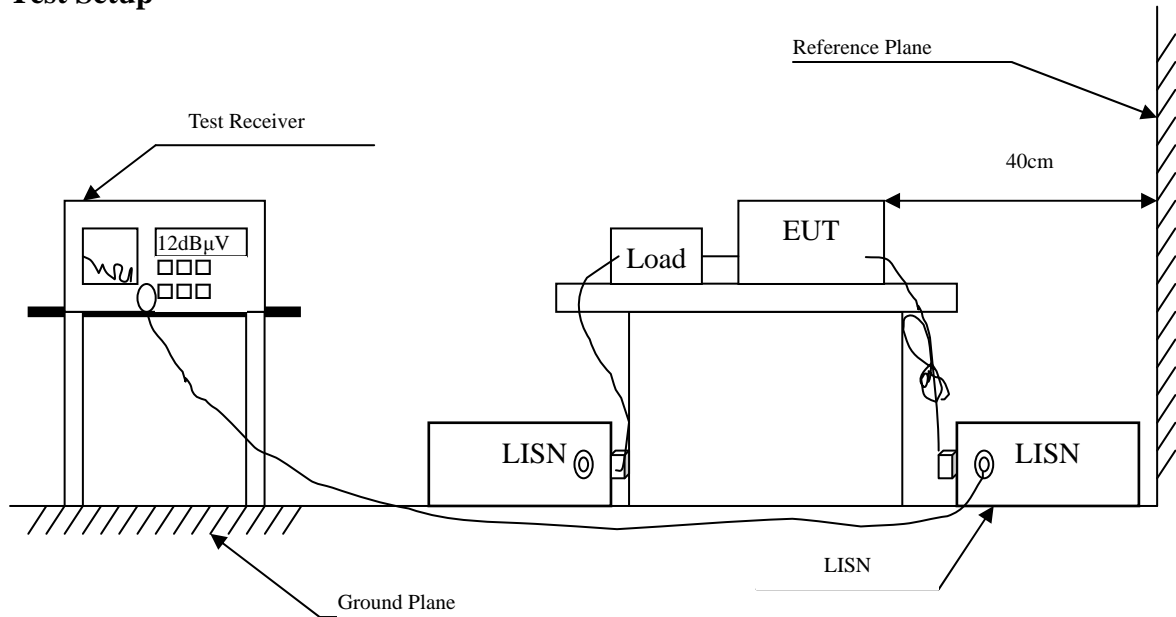 Test Setup
Reference Plane
Test Receiver
40cm
12dBμV
EUT
Load
LISN
LISN
LISN
Ground Plane